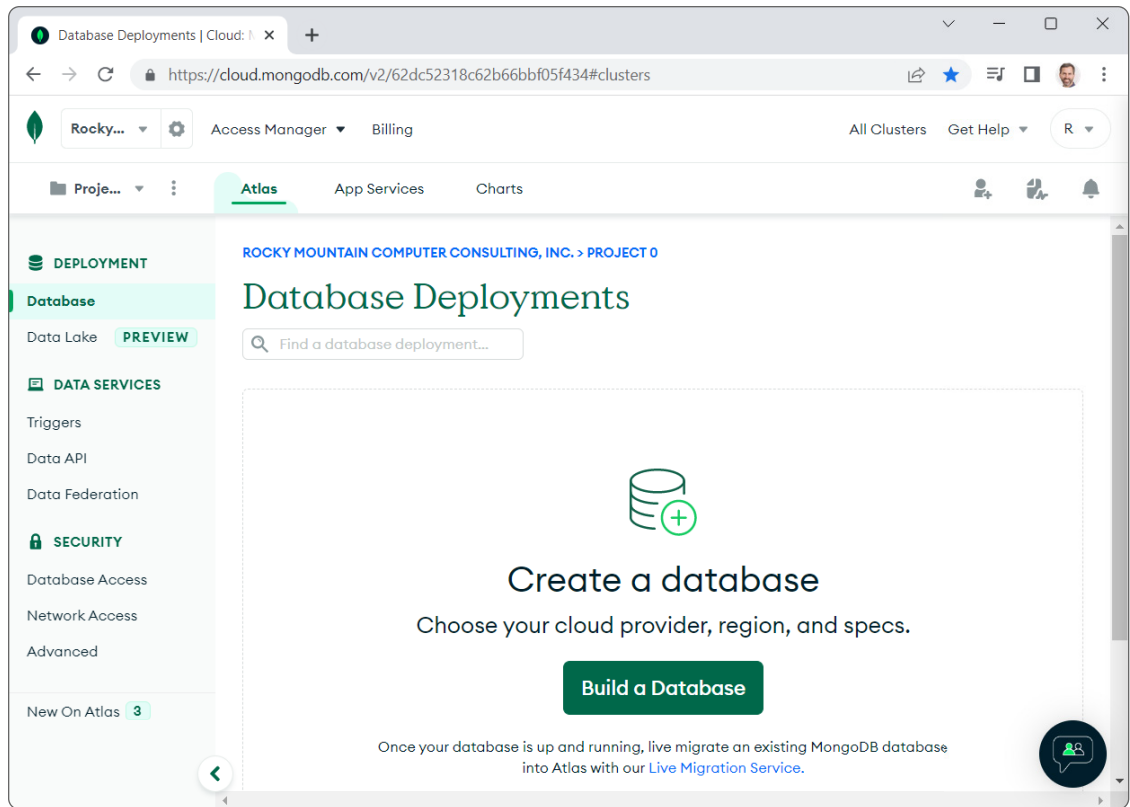 Database Deployments | Cloud: M
https://cloud.mongodb.com/v2/62dc52318c62b66bbf05f434#clusters
Rocky... Access Manager Billing All Clusters Get Help R
Proje... Atlas App Services Charts
ROCKY MOUNTAIN COMPUTER CONSULTING, INC. > PROJECT 0
Database Deployments
Find a database deployment...
DEPLOYMENT
Database
Data Lake PREVIEW
DATA SERVICES
Triggers
Data API
Data Federation
SECURITY
Database Access
Network Access
Advanced
New On Atlas 3
Create a database
Choose your cloud provider, region, and specs.
Build a Database
Once your database is up and running, live migrate an existing MongoDB database
into Atlas with our Live Migration Service.